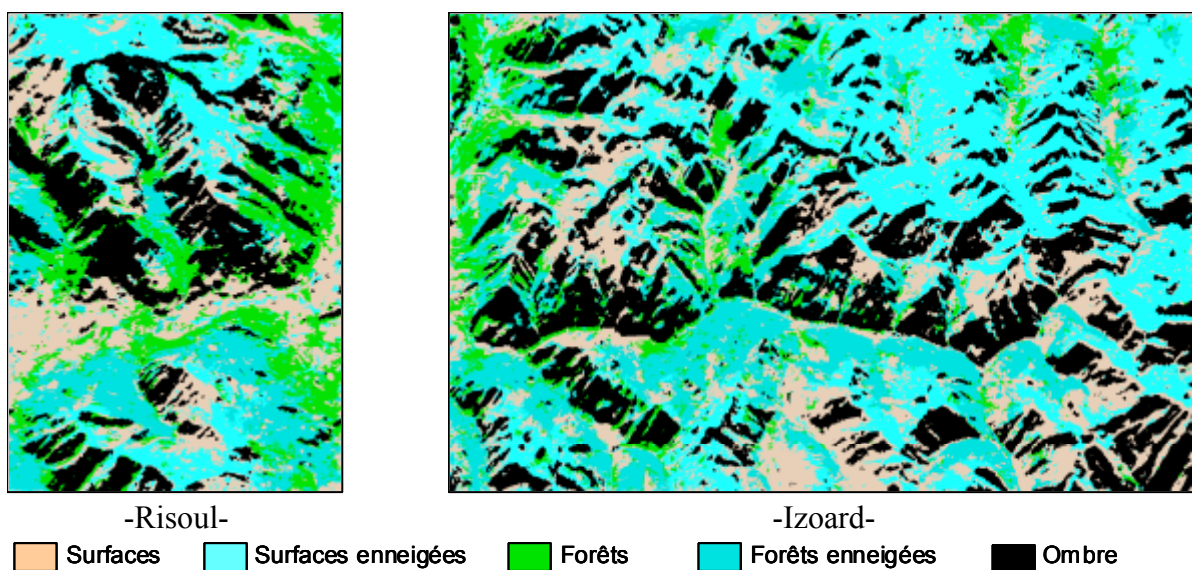 -Risoul-
-Izoard-
Surfaces
Surfaces enneigées
Forêts
Forêts enneigées
Ombre